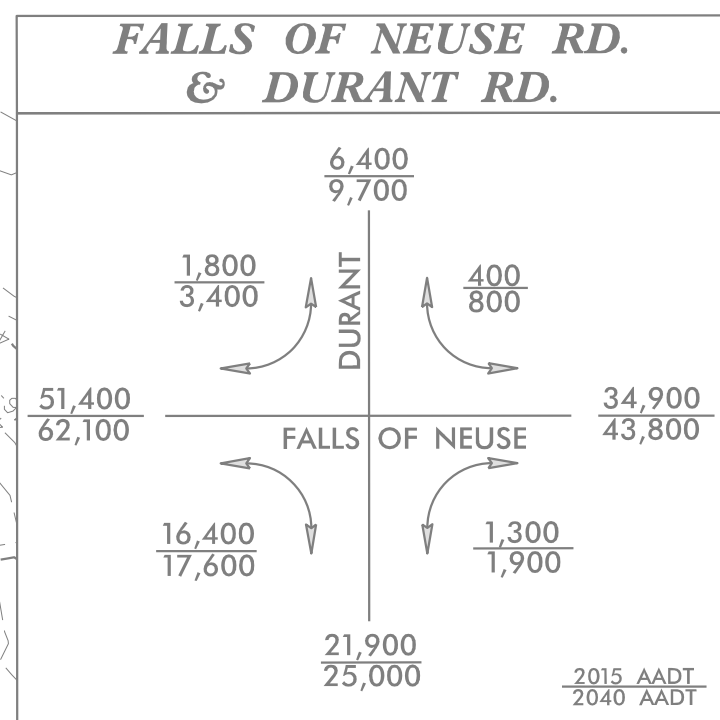 FALLS OF NEUSE RD.
& DURANT RD.
6,400
9,700
1,800
3,400
DURANT
400
800
51,400
62,100
34,900
43,800
FALLS OF NEUSE
16,400
17,600
1,300
1,900
21,900
25,000
2015 AADT
2040 AADT